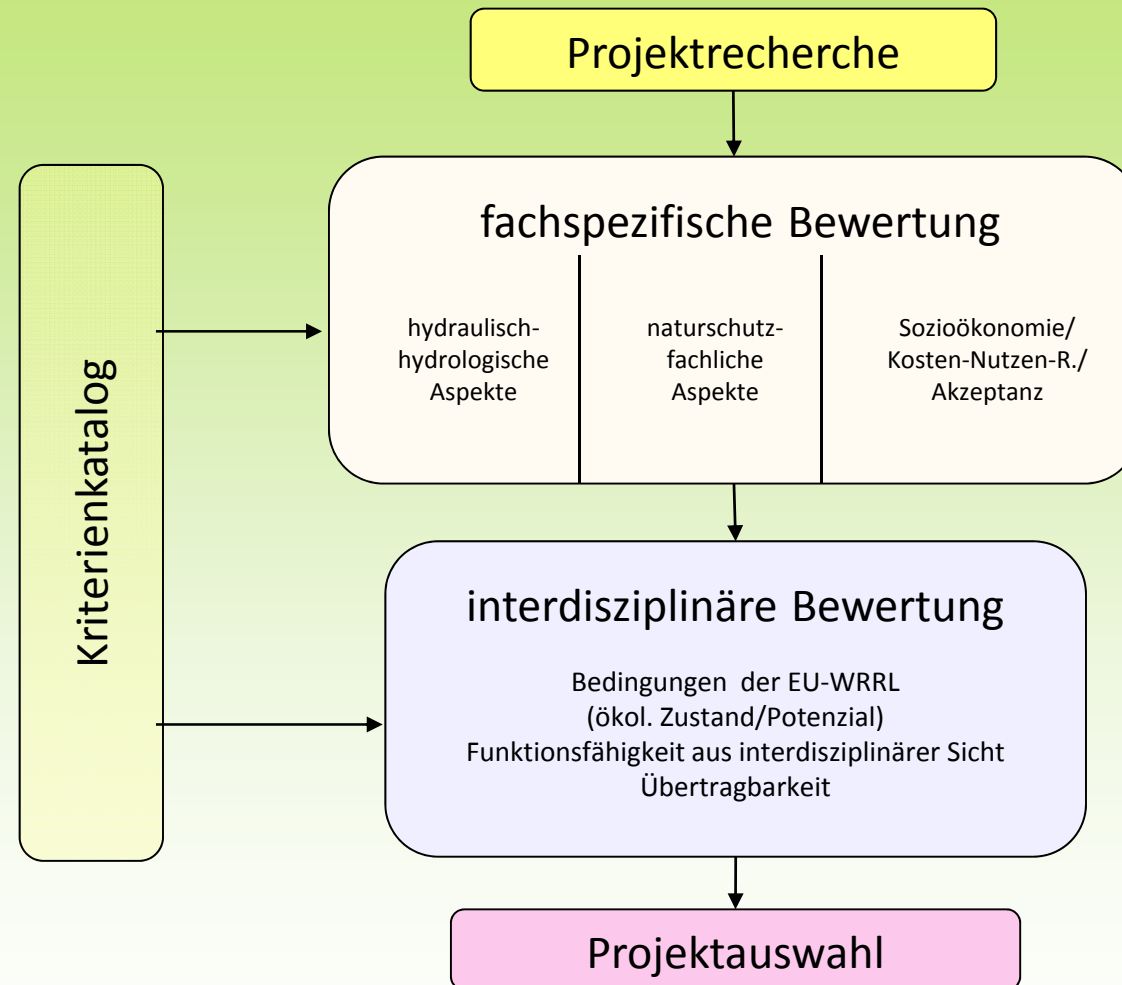 Projektrecherche
Kriterienkatalog
fachspezifische Bewertung
hydraulisch-
hydrologische
Aspekte
naturschutz-
fachliche
Aspekte
Sozioökonomie/
Kosten-Nutzen-R./
Akzeptanz
interdisziplinäre Bewertung
Bedingungen der EU-WRRL
(ökol. Zustand/Potenzial)
Funktionsfähigkeit aus interdisziplinärer Sicht
Übertragbarkeit
Projektauswahl